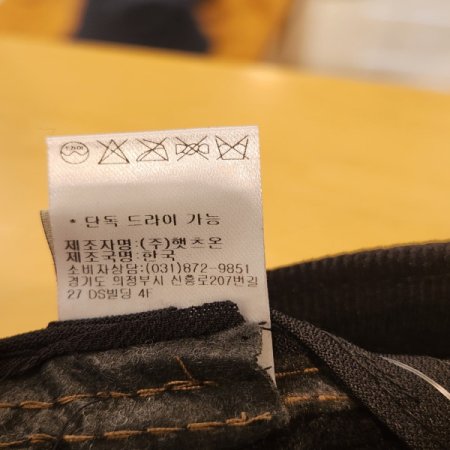 * 단독 드라이 가능
제조자명:(주)햇츠온
제조국명:한국
소비자상담:(031)872-9851
경기도 의정부시 신흥로207번길
27 DS빌딩 4F